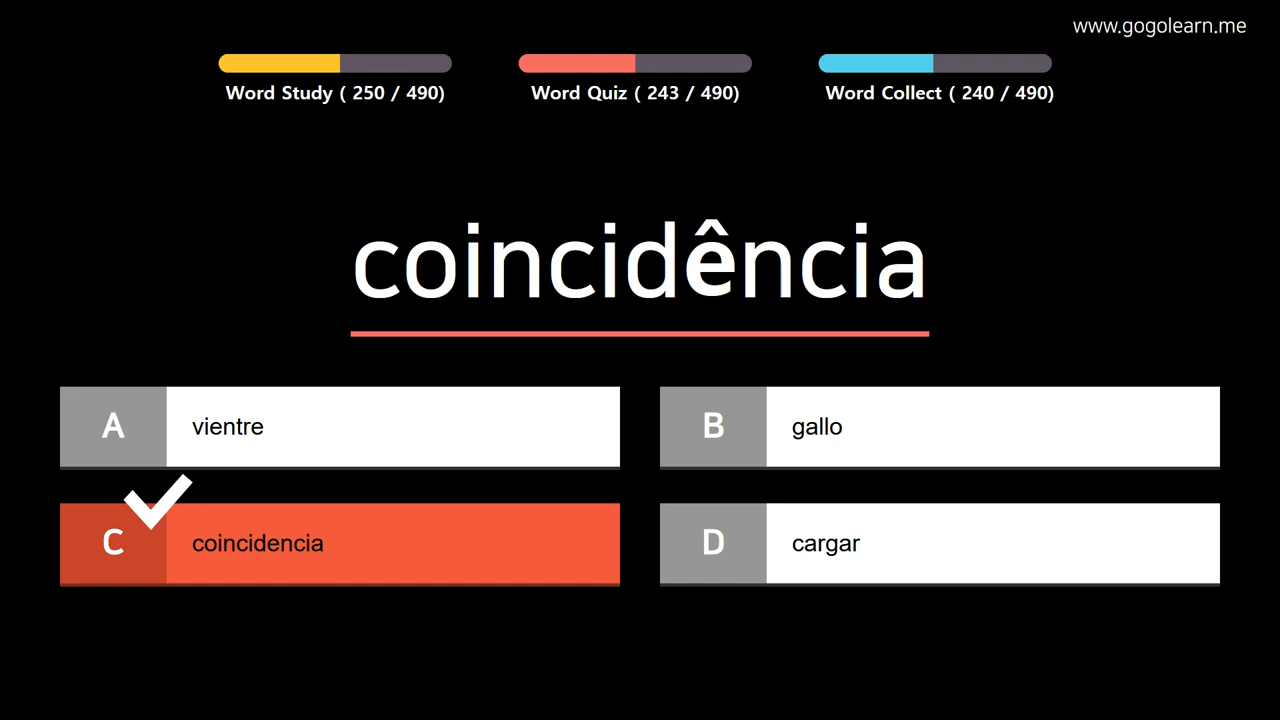 www.gogolearn.me
Word Study ( 250 / 490)
Word Quiz ( 243 / 490)
Word Collect ( 240 / 490)
coincidência
A vientre
B gallo
C coincidencia
D cargar